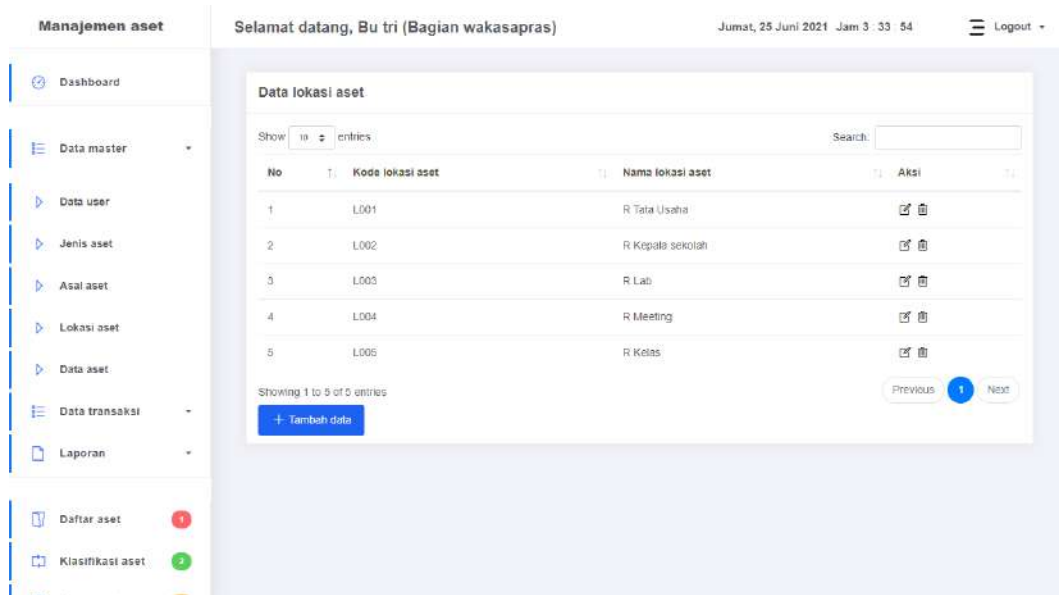 Manajemen aset
Selamat datang, Bu tri (Bagian wakasapras)
Jumat, 25 Juni 2021 Jam 3 : 33 54
Logout
Dashboard
Data master
Data user
Jenis aset
Asal aset
Lokasi aset
Data aset
Data transaksi
Laporan
Daftar aset 1
Klasifikasi aset 2
Data lokasi aset
Show 10 entries
Search:
No Kode lokasi aset Nama lokasi aset Aksi
1 L001 R Tata Usaha
2 L002 R Kepala sekolah
3 L003 R Lab
4 L004 R Meeting
5 L005 R Kelas
Showing 1 to 5 of 5 entries
Previous 1 Next
+ Tambah data